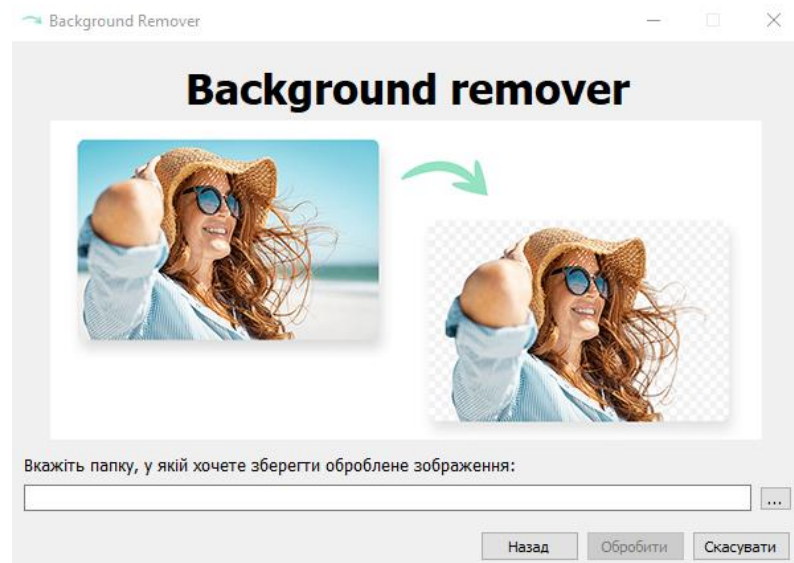 Background Remover
Background remover
Вкажіть папку, у якій хочете зберегти оброблене зображення:
...
Назад Обробити Скасувати